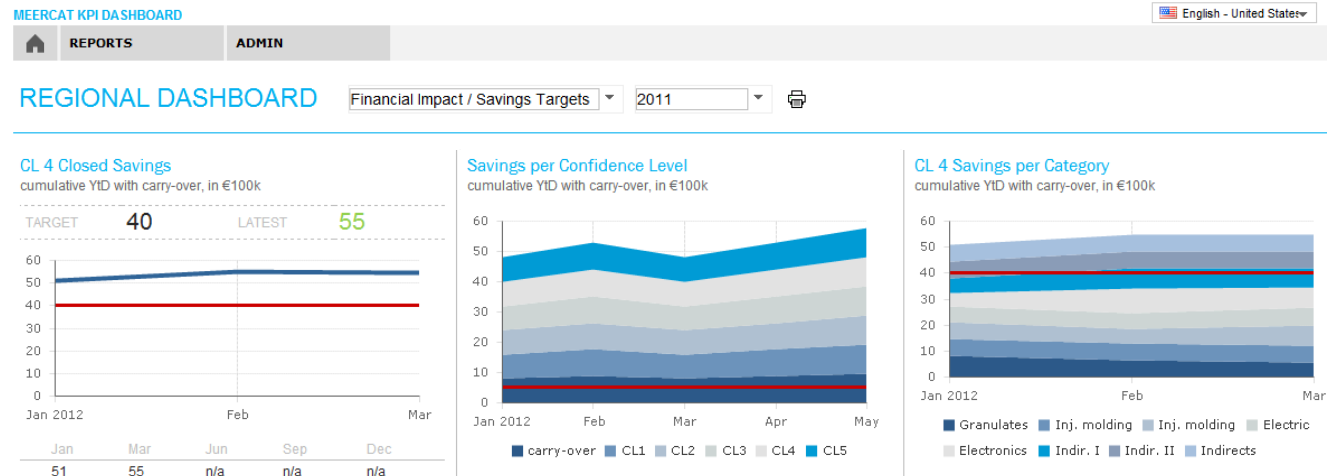 MEERCAT KPI DASHBOARD
English - United States
REPORTS ADMIN
REGIONAL DASHBOARD Financial Impact / Savings Targets 2011
CL 4 Closed Savings
cumulative YtD with carry-over, in €100k
TARGET 40 LATEST 55
60
50
40
30
20
10
0
Jan 2012 Feb Mar
Jan Mar Jun Sep Dec
51 55 n/a n/a n/a
Savings per Confidence Level
cumulative YtD with carry-over, in €100k
60
50
40
30
20
10
0
Jan 2012 Feb Mar Apr May
carry-over CL1 CL2 CL3 CL4 CL5
CL 4 Savings per Category
cumulative YtD with carry-over, in €100k
60
50
40
30
20
10
0
Jan 2012 Feb Mar
Granulates Inj. molding Inj. molding Electric
Electronics Indir. I Indir. II Indirects